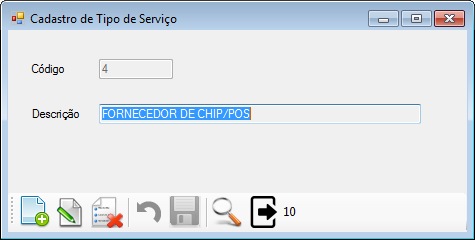 Cadastro de Tipo de Serviço
Código 4
Descrição FORNECEDOR DE CHIP/POS
10